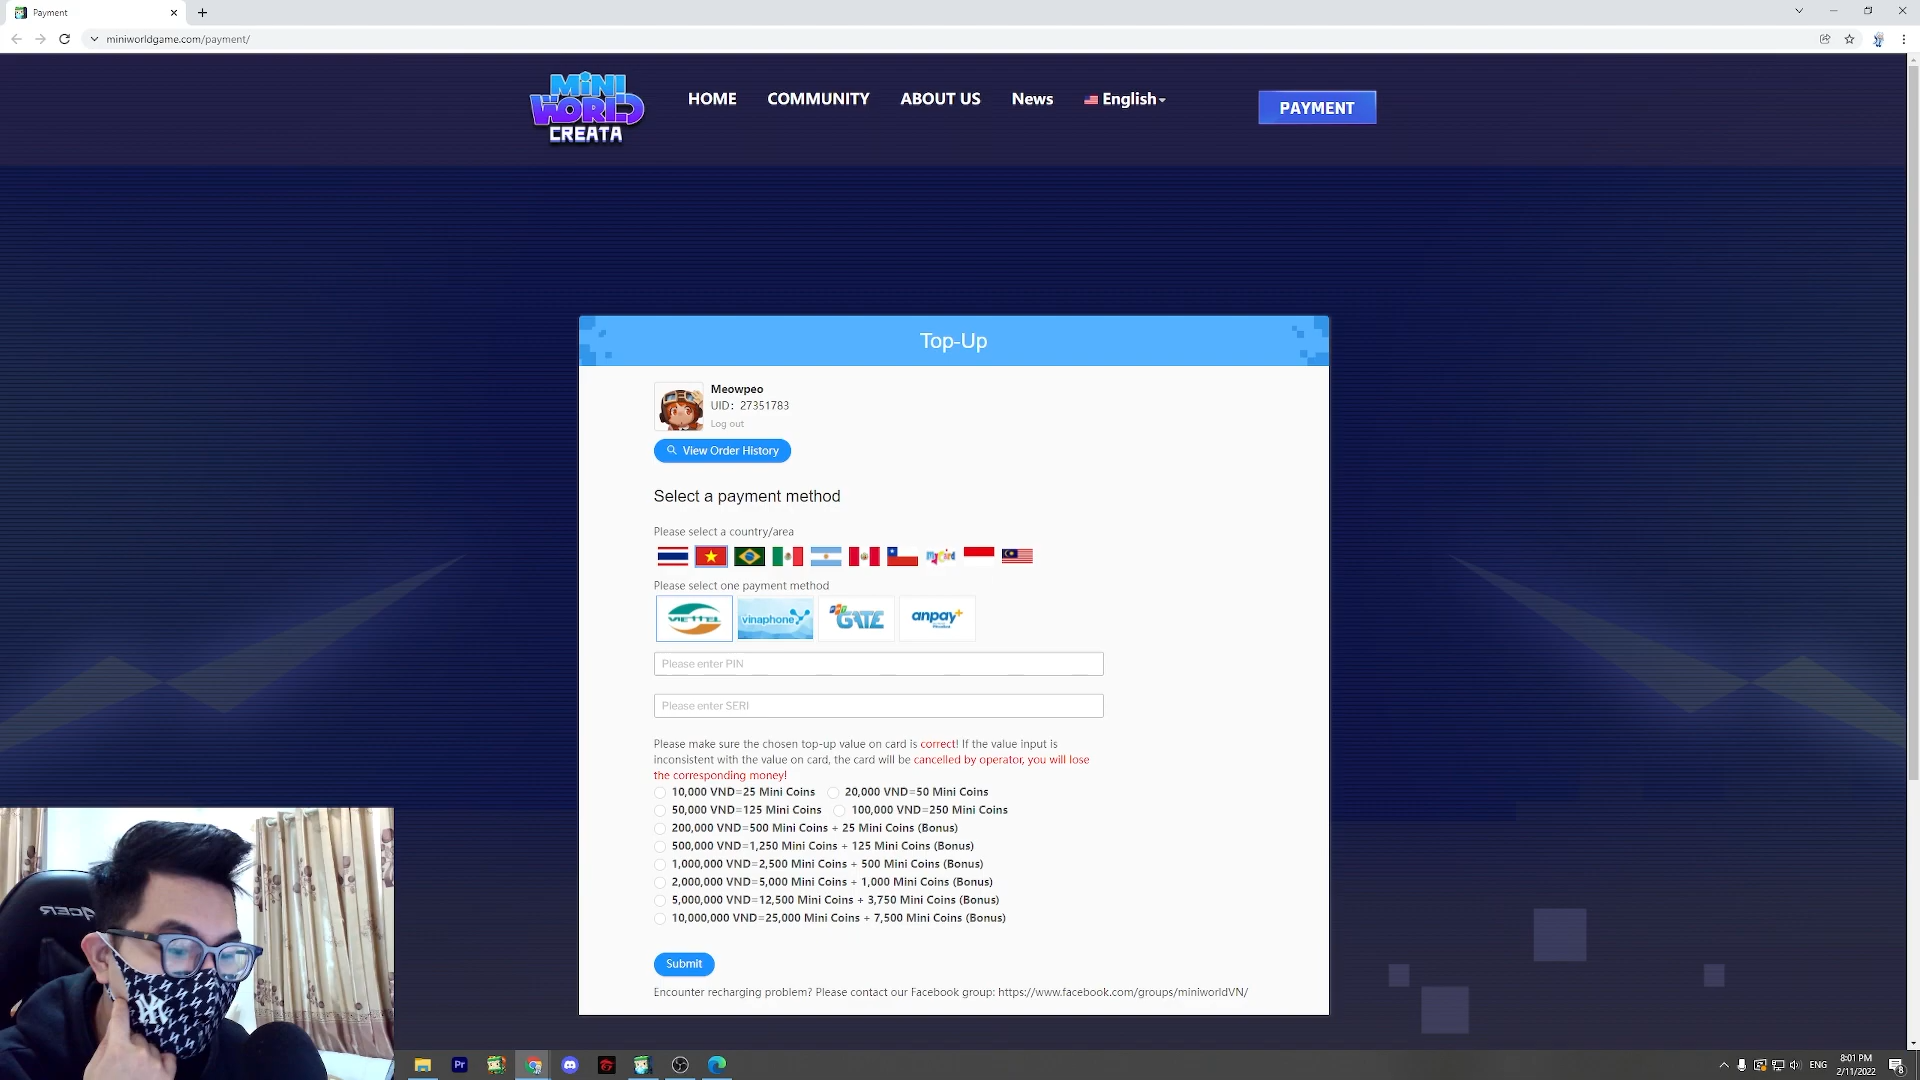 Payment
miniworldgame.com/payment/
MINI WORLD CREATA
HOME
COMMUNITY
ABOUT US
News
English
PAYMENT
Top-Up
Meowpeo
UID: 27351783
Log out
View Order History
Select a payment method
Please select a country/area
MyCard
Please select one payment method
VIETTEL
vinaphone
GATE
anpay+
Please enter PIN
Please enter SERI
Please make sure the chosen top-up value on card is correct! If the value input is
inconsistent with the value on card, the card will be cancelled by operator, you will lose
the corresponding money!
10,000 VND=25 Mini Coins
20,000 VND=50 Mini Coins
50,000 VND=125 Mini Coins
100,000 VND=250 Mini Coins
200,000 VND=500 Mini Coins + 25 Mini Coins (Bonus)
500,000 VND=1,250 Mini Coins + 125 Mini Coins (Bonus)
1,000,000 VND=2,500 Mini Coins + 500 Mini Coins (Bonus)
2,000,000 VND=5,000 Mini Coins + 1,000 Mini Coins (Bonus)
5,000,000 VND=12,500 Mini Coins + 3,750 Mini Coins (Bonus)
10,000,000 VND=25,000 Mini Coins + 7,500 Mini Coins (Bonus)
Submit
Encounter recharging problem? Please contact our Facebook group: https://www.facebook.com/groups/miniworldVN/
acer
Pr
ENG
8:01 PM
2/11/2022
8